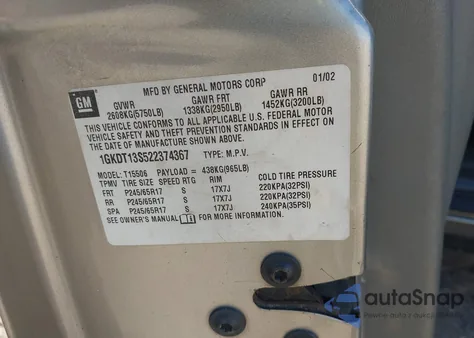 GM
MFD BY GENERAL MOTORS CORP 01/02
GVWR GAWR FRT GAWR RR
2608KG(5750LB) 1338KG(2950LB) 1452KG(3200LB)
THIS VEHICLE CONFORMS TO ALL APPLICABLE U.S. FEDERAL MOTOR
VEHICLE SAFETY AND THEFT PREVENTION STANDARDS IN EFFECT ON
THE DATE OF MANUFACTURE SHOWN ABOVE.
1GKDT13S522374367 TYPE: M.P.V.
MODEL: T15506 PAYLOAD = 438KG(965LB)
TIRE SIZE SPEED RTG RIM COLD TIRE PRESSURE
FRT P245/65R17 S 17X7J 220KPA(32PSI)
RR P245/65R17 S 17X7J 220KPA(32PSI)
SPA P245/65R17 S 17X7J 240KPA(35PSI)
SEE OWNER'S MANUAL FOR MORE INFORMATION.
autoSnap